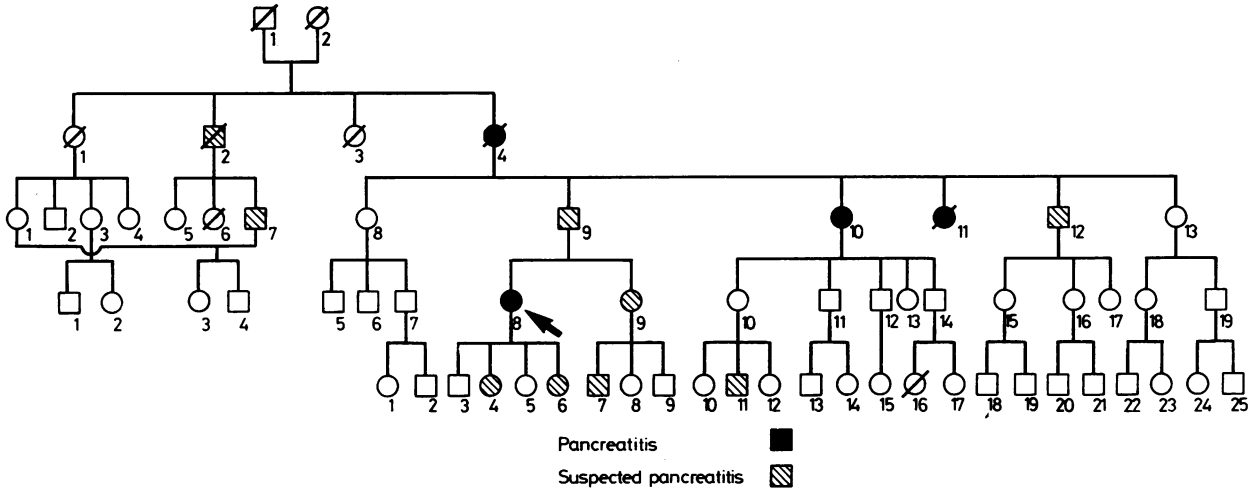 1 2
1 2 3 4
1 2 3 4 5 6 7 8 9 10 11 12 13
1 2 3 4 5 6 7 8 9 10 11 12 13 14 15 16 17 18 19
1 2 3 4 5 6 7 8 9 10 11 12 13 14 15 16 17 18 19 20 21 22 23 24 25
Pancreatitis
Suspected pancreatitis